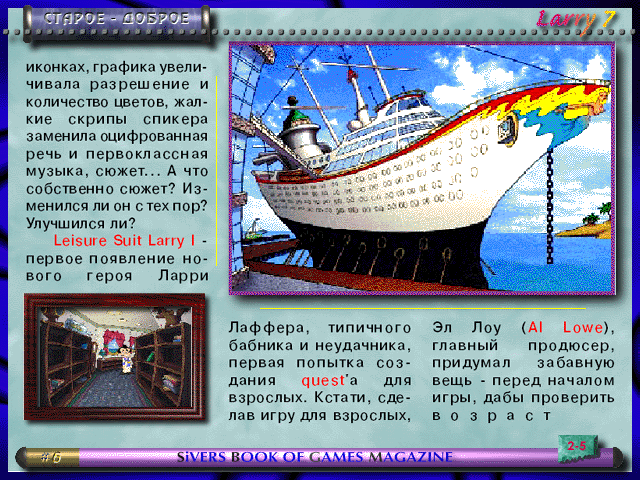 СТАРОЕ - ДОБРОЕ
Larry 7
иконках, графика увели-
чивала разрешение и
количество цветов, жал-
кие скрипы спикера
заменила оцифрованная
речь и первоклассная
музыка, сюжет... А что
собственно сюжет? Из-
менился ли он с тех пор?
Улучшился ли?
Leisure Suit Larry I -
первое появление но-
вого героя Ларри
Лаффера, типичного
бабника и неудачника,
первая попытка соз-
дания quest'а для
взрослых. Кстати, сде-
лав игру для взрослых,
Эл Лоу (Al Lowe),
главный продюсер,
придумал забавную
вещь - перед началом
игры, дабы проверить
возраст
#6
SiVERS BOOK OF GAMES MAGAZINE
2-5